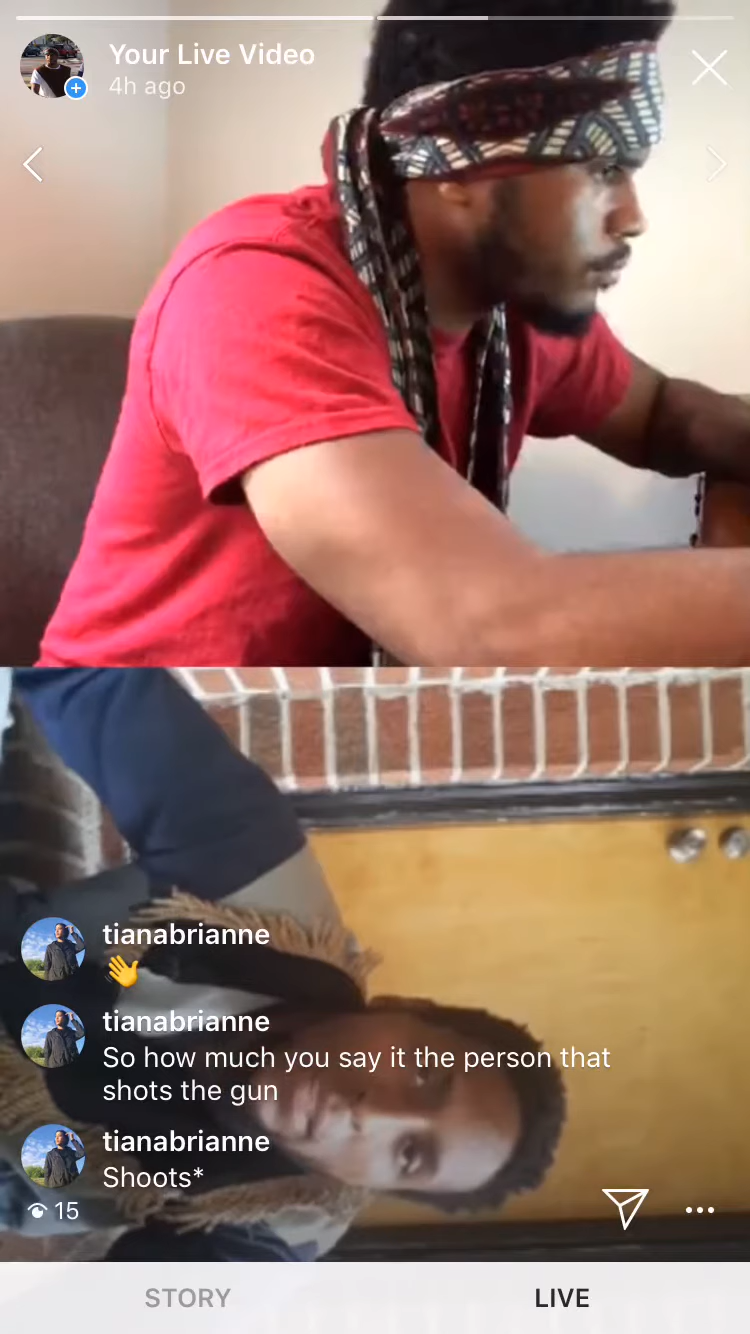 Your Live Video
4h ago
tianabrianne
👋
tianabrianne
So how much you say it the person that
shots the gun
tianabrianne
Shoots*
15
STORY
LIVE